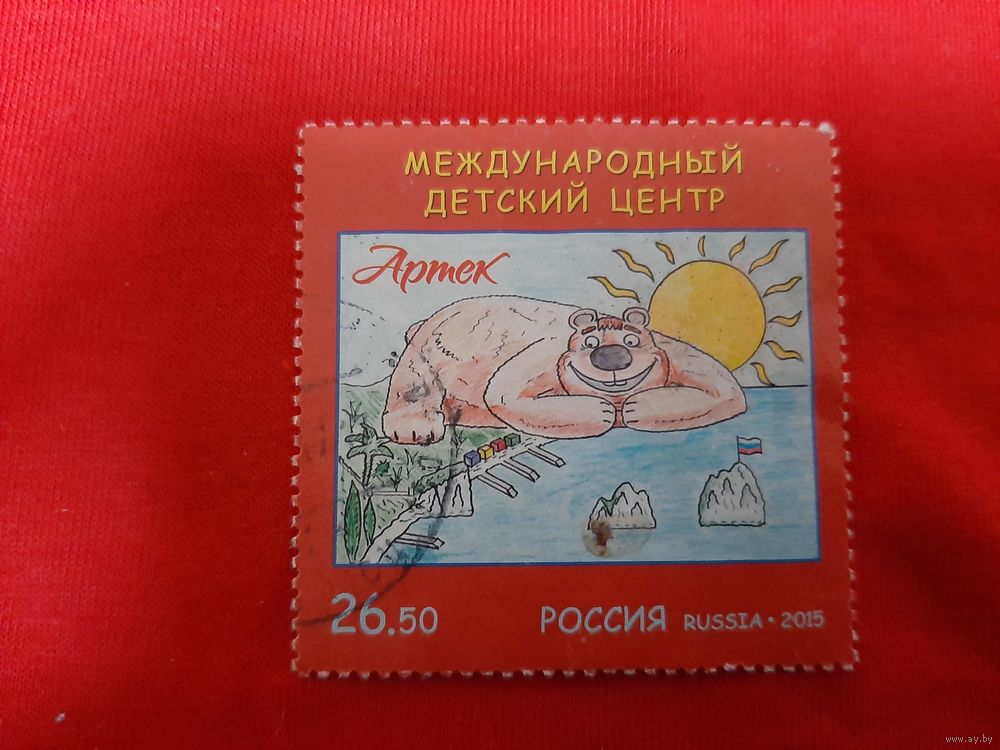 МЕЖДУНАРОДНЫЙ
ДЕТСКИЙ ЦЕНТР
Артек
26.50 РОССИЯ RUSSIA • 2015
www.ay.by